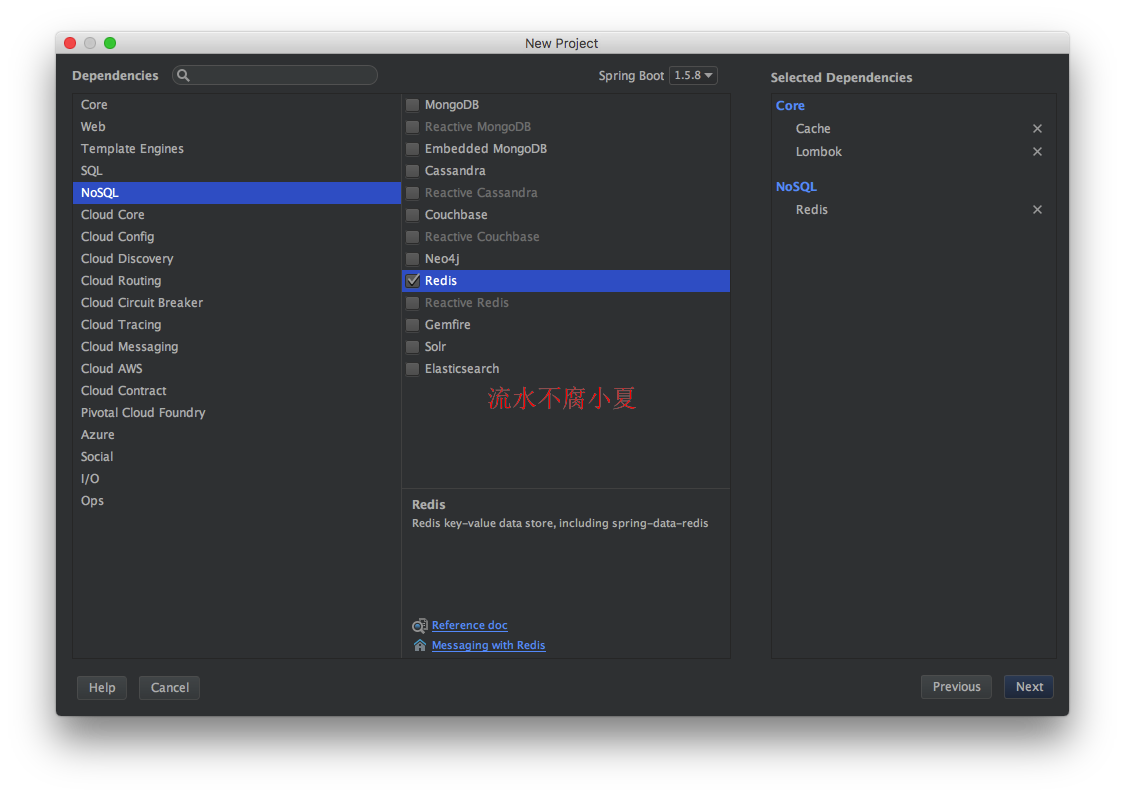 New Project
Dependencies
Spring Boot 1.5.8
Selected Dependencies
Core
Web
Template Engines
SQL
NoSQL
Cloud Core
Cloud Config
Cloud Discovery
Cloud Routing
Cloud Circuit Breaker
Cloud Tracing
Cloud Messaging
Cloud AWS
Cloud Contract
Pivotal Cloud Foundry
Azure
Social
I/O
Ops
MongoDB
Reactive MongoDB
Embedded MongoDB
Cassandra
Reactive Cassandra
Couchbase
Reactive Couchbase
Neo4j
Redis
Reactive Redis
Gemfire
Solr
Elasticsearch
流水不腐小夏
Redis
Redis key-value data store, including spring-data-redis
Reference doc
Messaging with Redis
Core
Cache
Lombok
NoSQL
Redis
Help
Cancel
Previous
Next